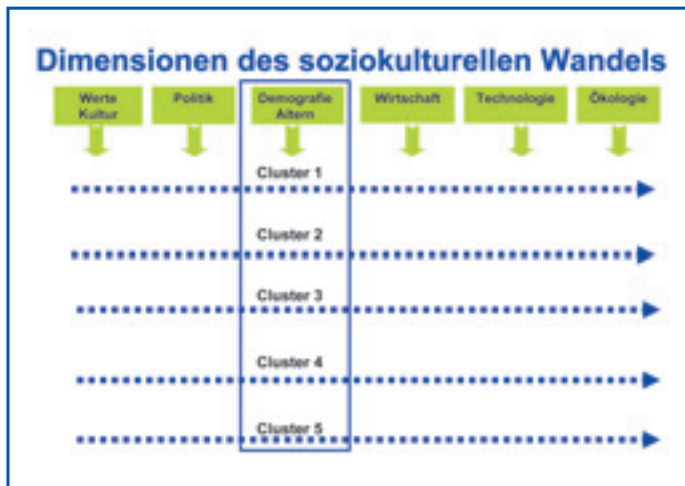 Dimensionen des soziokulturellen Wandels
Werte
Kultur
Politik
Demografie
Altern
Wirtschaft
Technologie
Ökologie
Cluster 1
Cluster 2
Cluster 3
Cluster 4
Cluster 5